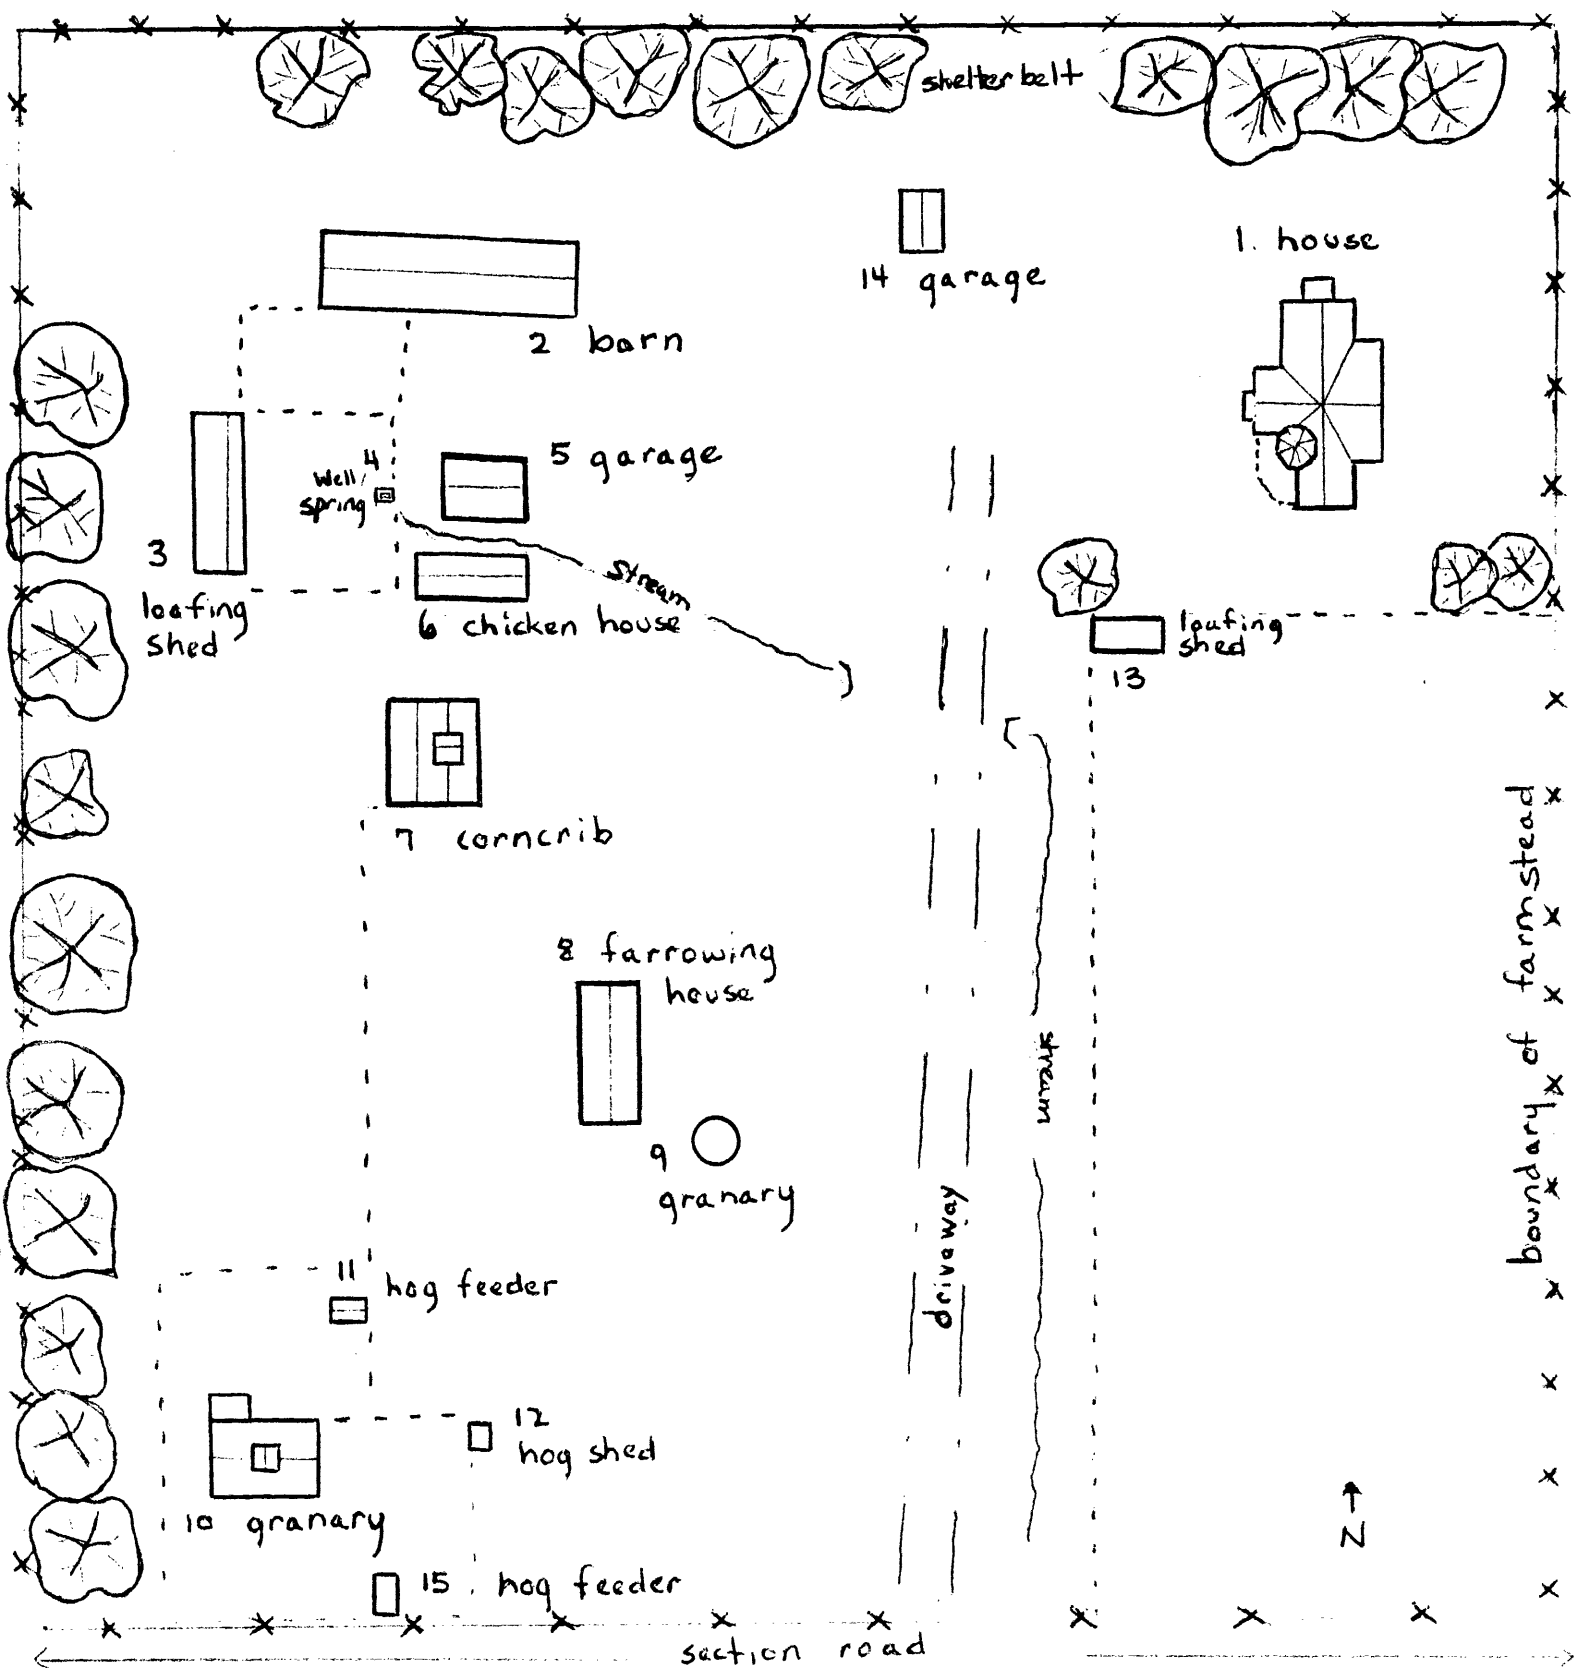 shelter belt
1. house
14 garage
2 barn
5 garage
4
well/
spring
3
loafing
shed
stream
6 chicken house
loafing
shed
13
7 corncrib
8 farrowing
house
9
granary
stream
driveway
boundary of farmstead
11
hog feeder
12
hog shed
10 granary
15 hog feeder
N
section road